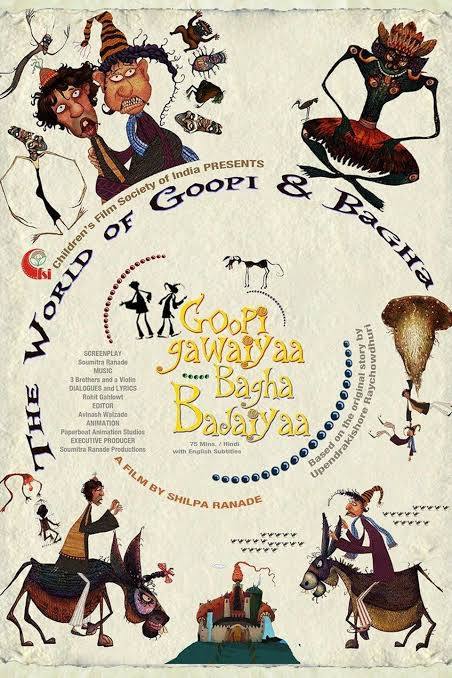 Children's Film Society of India PRESENTS
THE WORLD OF GOOPI & BAGHA
cfsi
Goopi
gawaiyaa
Bagha
Bajaiyaa
75 Mins. / Hindi
with English Subtitles
SCREENPLAY
Soumitra Ranade
MUSIC
3 Brothers and a Violin
DIALOGUES and LYRICS
Rohit Gahlowt
EDITOR
Avinash Walzade
ANIMATION
Paperboat Animation Studios
EXECUTIVE PRODUCER
Soumitra Ranade Productions
Based on the original story by
Upendrakishore Raychowdhuri
A FILM BY SHILPA RANADE